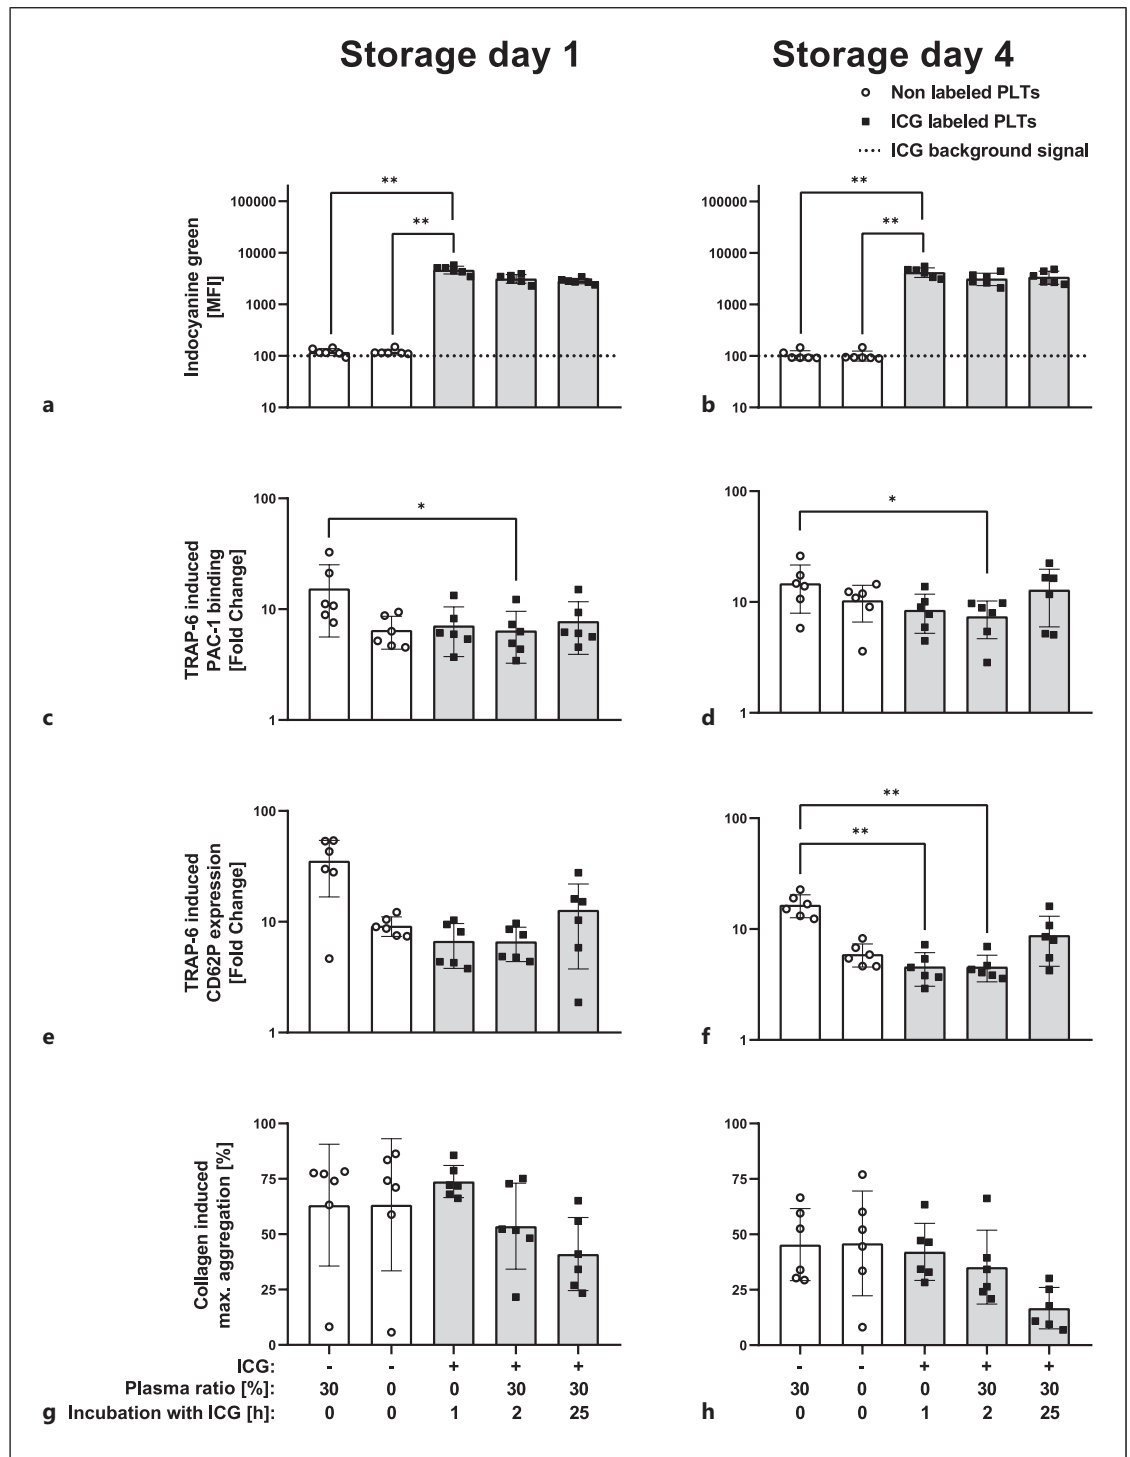 Storage day 1
Storage day 4
Non labeled PLTs
ICG labeled PLTs
ICG background signal
Indocyanine green
[MFI]
100000
10000
1000
100
10
**
**
a
100000
10000
1000
100
10
**
**
b
TRAP-6 induced
PAC-1 binding
[Fold Change]
100
10
1
*
c
100
10
1
*
d
TRAP-6 induced
CD62P expression
[Fold Change]
100
10
1
e
100
10
1
**
**
f
Collagen induced
max. aggregation [%]
100
75
50
25
0
100
75
50
25
0
ICG: - - + + + - - + + +
Plasma ratio [%]: 30 0 0 30 30 30 0 0 30 30
g Incubation with ICG [h]: 0 0 1 2 25 h 0 0 1 2 25